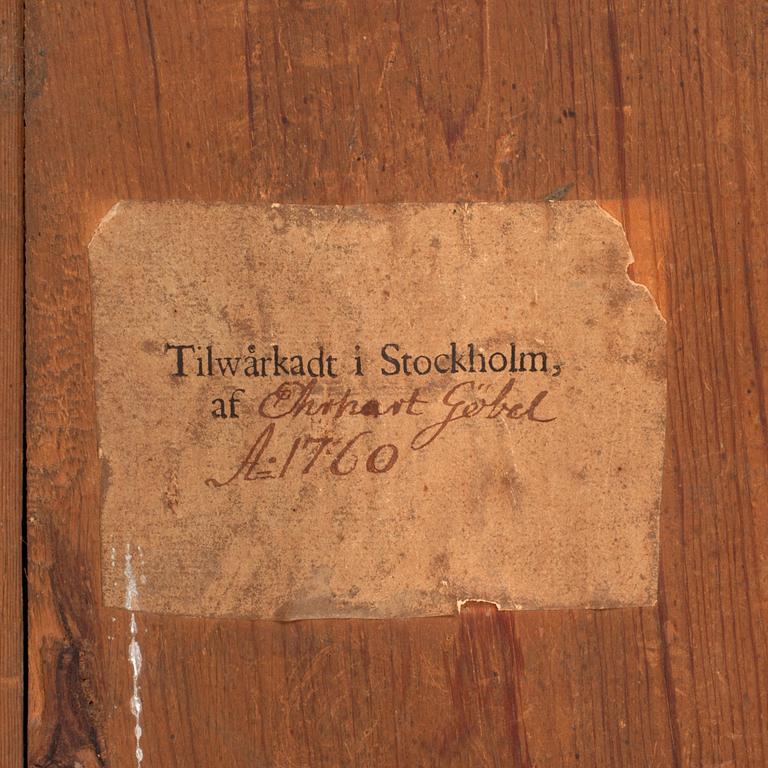 Tilwårkadt i Stockholm,
af Ehrhart Göbel
A:1760